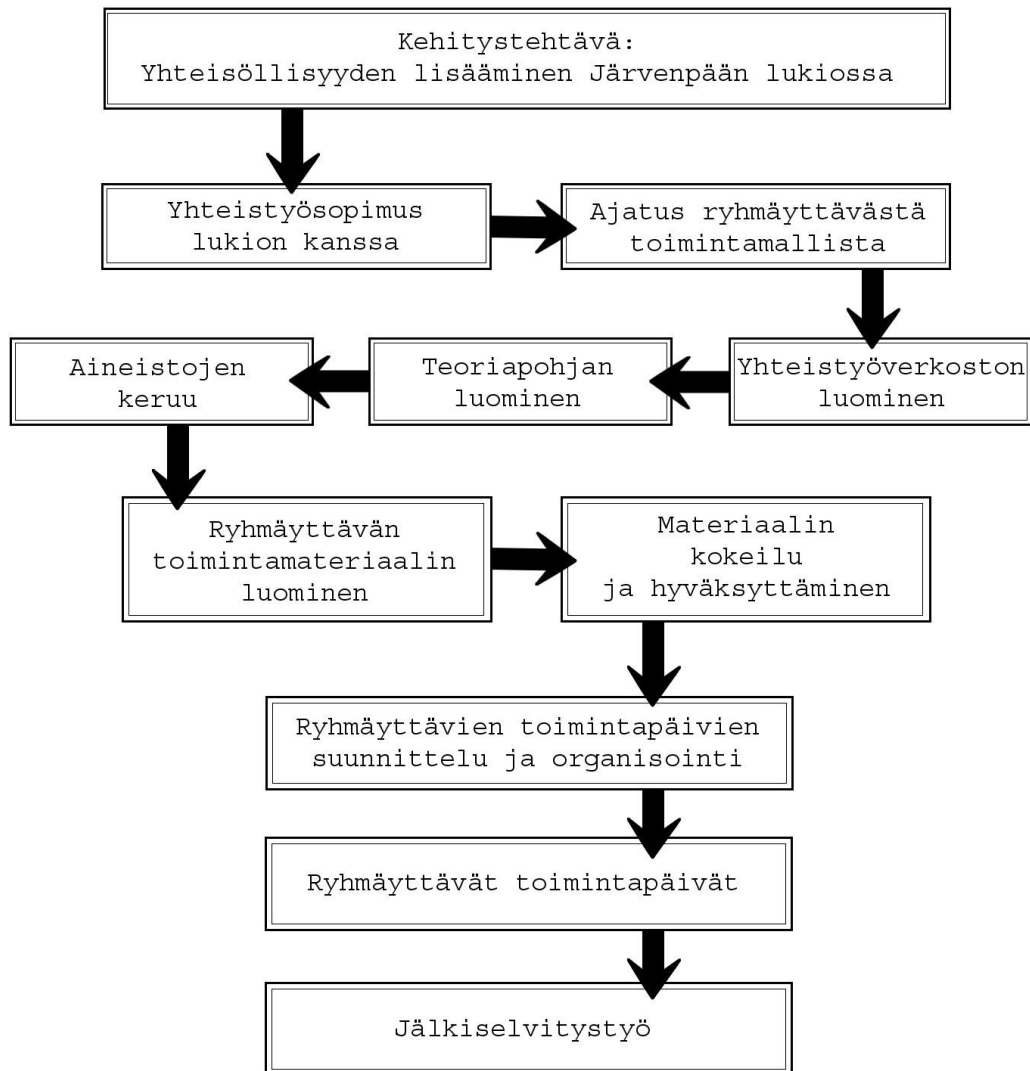 Kehitystehtävä:
Yhteisöllisyyden lisääminen Järvenpään lukiossa
Yhteistyösopimus
lukion kanssa
Ajatus ryhmäyttävästä
toimintamallista
Yhteistyöverkoston
luominen
Teoriapohjan
luominen
Aineistojen
keruu
Ryhmäyttävän
toimintamateriaalin
luominen
Materiaalin
kokeilu
ja hyväksyttäminen
Ryhmäyttävien toimintapäivien
suunnittelu ja organisointi
Ryhmäyttävät toimintapäivät
Jälkiselvitystyö